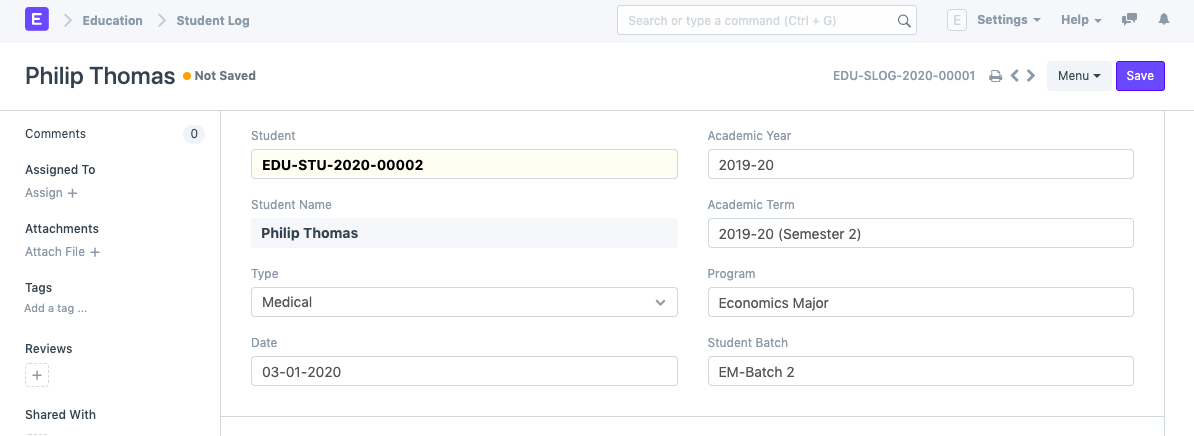 E Education Student Log Search or type a command (Ctrl + G) E Settings Help
Philip Thomas Not Saved EDU-SLOG-2020-00001 Menu Save
Comments 0
Assigned To
Assign +
Attachments
Attach File +
Tags
Add a tag ...
Reviews
+
Shared With
Student
EDU-STU-2020-00002
Student Name
Philip Thomas
Type
Medical
Date
03-01-2020
Academic Year
2019-20
Academic Term
2019-20 (Semester 2)
Program
Economics Major
Student Batch
EM-Batch 2